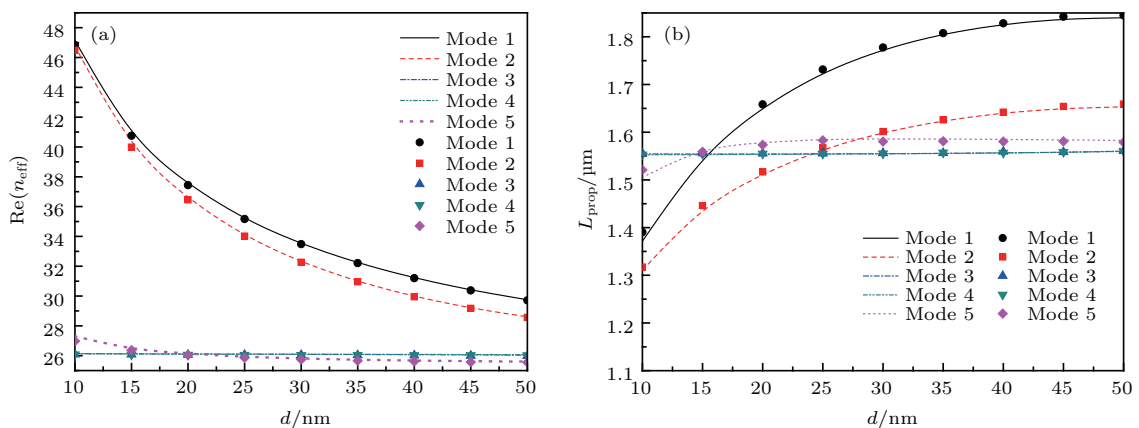 (a)
Mode 1
Mode 2
Mode 3
Mode 4
Mode 5
Mode 1
Mode 2
Mode 3
Mode 4
Mode 5
Re(n_eff)
48
46
44
42
40
38
36
34
32
30
28
26
10 15 20 25 30 35 40 45 50
d/nm
(b)
L_prop/μm
1.8
1.7
1.6
1.5
1.4
1.3
1.2
1.1
Mode 1 Mode 1
Mode 2 Mode 2
Mode 3 Mode 3
Mode 4 Mode 4
Mode 5 Mode 5
10 15 20 25 30 35 40 45 50
d/nm